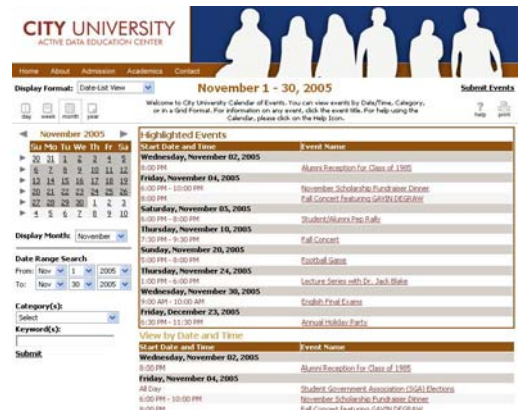 CITY UNIVERSITY
ACTIVE DATA EDUCATION CENTER
Home About Admission Academics Contact
Display Format: Date-List View
November 1 - 30, 2005
Submit Events
day week month year
Welcome to City University Calendar of Events. You can view events by Date/Time, Category,
or in a Grid Format. For information on any event, click the event title. For help using the
Calendar, please click on the Help Icon.
help print
November 2005
Su Mo Tu We Th Fr Sa
30 31 1 2 3 4 5
6 7 8 9 10 11 12
13 14 15 16 17 18 19
20 21 22 23 24 25 26
27 28 29 30 1 2 3
4 5 6 7 8 9 10
Display Month: November
Date Range Search
From: Nov 1 2005
To: Nov 30 2005
Category(s):
Select
Keyword(s):
Submit
Highlighted Events
Start Date and Time Event Name
Wednesday, November 02, 2005
8:00 PM Alumni Reception for Class of 1985
Friday, November 04, 2005
6:00 PM - 10:00 PM November Scholarship Fundraiser Dinner
8:00 PM Fall Concert featuring GAVIN DEGRAW
Saturday, November 05, 2005
6:00 PM - 8:00 PM Student/Alumni Pep Rally
Thursday, November 10, 2005
7:30 PM - 9:30 PM Fall Concert
Sunday, November 20, 2005
5:00 PM - 8:00 PM Football Game
Thursday, November 24, 2005
1:00 PM - 6:00 PM Lecture Series with Dr. Jack Blake
Wednesday, November 30, 2005
9:00 AM - 10:00 AM English Final Exams
Friday, December 23, 2005
6:30 PM - 11:30 PM Annual Holiday Party
View by Date and Time
Start Date and Time Event Name
Wednesday, November 02, 2005
8:00 PM Alumni Reception for Class of 1985
Friday, November 04, 2005
All Day Student Government Association (SGA) Elections
6:00 PM - 10:00 PM November Scholarship Fundraiser Dinner
8:00 PM Fall Concert featuring GAVIN DEGRAW